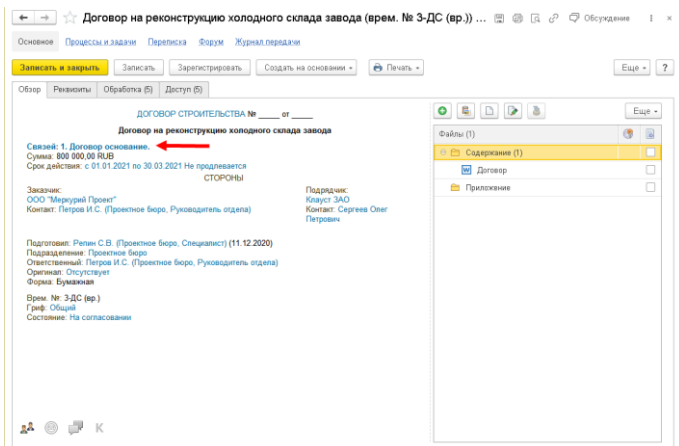 Договор на реконструкцию холодного склада завода (врем. № 3-ДС (вр.)) ... Обсуждение
Основное Процессы и задачи Переписка Форум Журнал передачи
Записать и закрыть Записать Зарегистрировать Создать на основании Печать Еще ?
Обзор Реквизиты Обработка (5) Доступ (5)
ДОГОВОР СТРОИТЕЛЬСТВА № _____ от _____
Договор на реконструкцию холодного склада завода
Связей: 1. Договор основание.
Сумма: 800 000,00 RUB
Срок действия: с 01.01.2021 по 30.03.2021 Не продлевается
СТОРОНЫ
Заказчик:
ООО "Меркурий Проект"
Контакт: Петров И.С. (Проектное бюро, Руководитель отдела)
Подрядчик:
Клауст ЗАО
Контакт: Сергеев Олег
Петрович
Подготовил: Репин С.В. (Проектное бюро, Специалист) (11.12.2020)
Подразделение: Проектное бюро
Ответственный: Петров И.С. (Проектное бюро, Руководитель отдела)
Оригинал: Отсутствует
Форма: Бумажная
Врем. №: 3-ДС (вр.)
Гриф: Общий
Состояние: На согласовании
Еще
Файлы (1)
Содержание (1)
Договор
Приложение